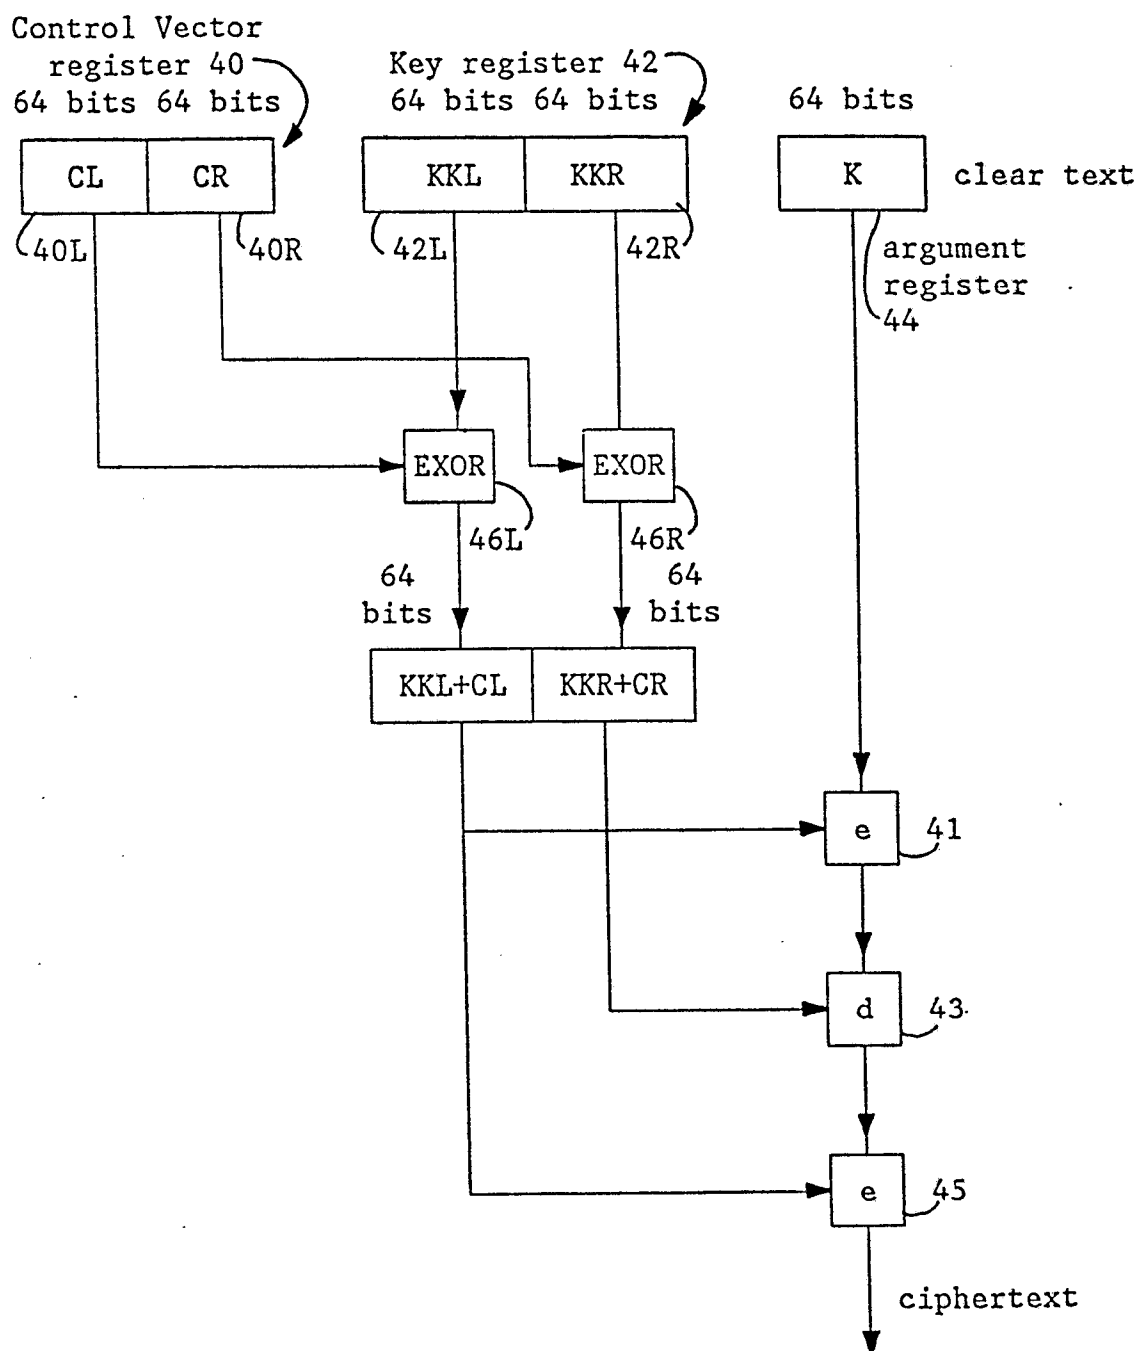 Control Vector
register 40
64 bits 64 bits
Key register 42
64 bits 64 bits
64 bits
CL
CR
KKL
KKR
K
clear text
40L
40R
42L
42R
argument
register
44
EXOR
EXOR
46L
46R
64
bits
64
bits
KKL+CL
KKR+CR
e
41
d
43
e
45
ciphertext